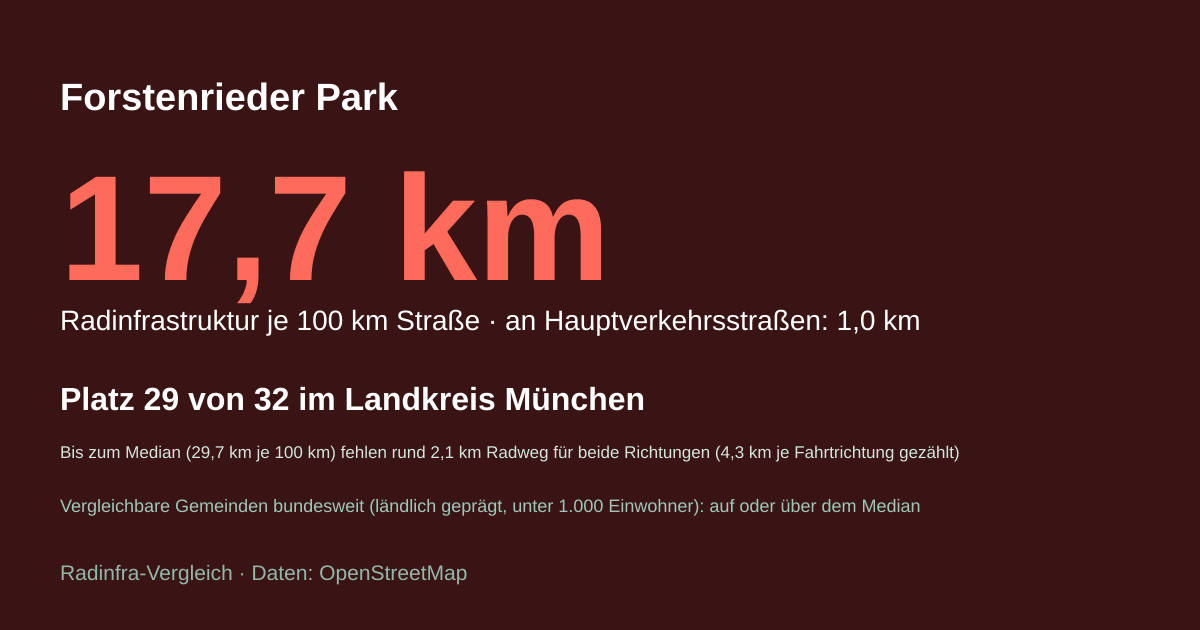 Forstenrieder Park
17,7 km
Radinfrastruktur je 100 km Straße · an Hauptverkehrsstraßen: 1,0 km
Platz 29 von 32 im Landkreis München
Bis zum Median (29,7 km je 100 km) fehlen rund 2,1 km Radweg für beide Richtungen (4,3 km je Fahrtrichtung gezählt)
Vergleichbare Gemeinden bundesweit (ländlich geprägt, unter 1.000 Einwohner): auf oder über dem Median
Radinfra-Vergleich · Daten: OpenStreetMap